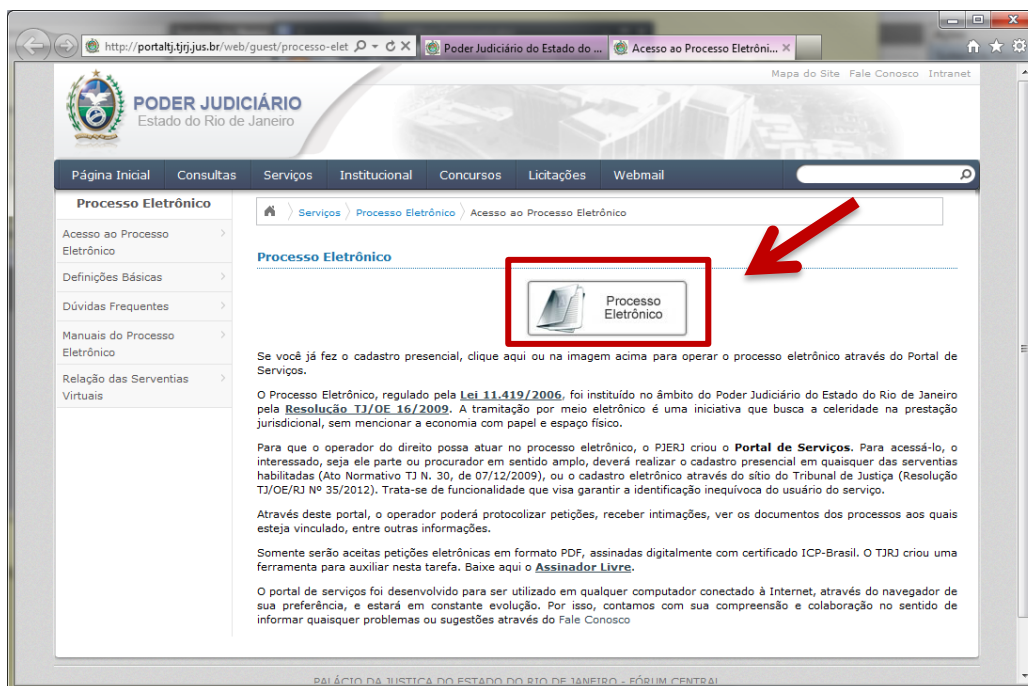 http://portaltj.tjrj.jus.br/web/guest/processo-elet
Poder Judiciário do Estado do ...
Acesso ao Processo Eletrôni...
Mapa do Site Fale Conosco Intranet
PODER JUDICIÁRIO
Estado do Rio de Janeiro
Página Inicial Consultas Serviços Institucional Concursos Licitações Webmail
Processo Eletrônico
Acesso ao Processo
Eletrônico
Definições Básicas
Dúvidas Frequentes
Manuais do Processo
Eletrônico
Relação das Serventias
Virtuais
Serviços Processo Eletrônico Acesso ao Processo Eletrônico
Processo Eletrônico
Processo
Eletrônico
Se você já fez o cadastro presencial, clique aqui ou na imagem acima para operar o processo eletrônico através do Portal de
Serviços.
O Processo Eletrônico, regulado pela Lei 11.419/2006, foi instituído no âmbito do Poder Judiciário do Estado do Rio de Janeiro
pela Resolução TJ/OE 16/2009. A tramitação por meio eletrônico é uma iniciativa que busca a celeridade na prestação
jurisdicional, sem mencionar a economia com papel e espaço físico.
Para que o operador do direito possa atuar no processo eletrônico, o PJERJ criou o Portal de Serviços. Para acessá-lo, o
interessado, seja ele parte ou procurador em sentido amplo, deverá realizar o cadastro presencial em quaisquer das serventias
habilitadas (Ato Normativo TJ N. 30, de 07/12/2009), ou o cadastro eletrônico através do sítio do Tribunal de Justiça (Resolução
TJ/OE/RJ Nº 35/2012). Trata-se de funcionalidade que visa garantir a identificação inequívoca do usuário do serviço.
Através deste portal, o operador poderá protocolizar petições, receber intimações, ver os documentos dos processos aos quais
esteja vinculado, entre outras informações.
Somente serão aceitas petições eletrônicas em formato PDF, assinadas digitalmente com certificado ICP-Brasil. O TJRJ criou uma
ferramenta para auxiliar nesta tarefa. Baixe aqui o Assinador Livre.
O portal de serviços foi desenvolvido para ser utilizado em qualquer computador conectado à Internet, através do navegador de
sua preferência, e estará em constante evolução. Por isso, contamos com sua compreensão e colaboração no sentido de
informar quaisquer problemas ou sugestões através do Fale Conosco
PALÁCIO DA JUSTIÇA DO ESTADO DO RIO DE JANEIRO - FÓRUM CENTRAL